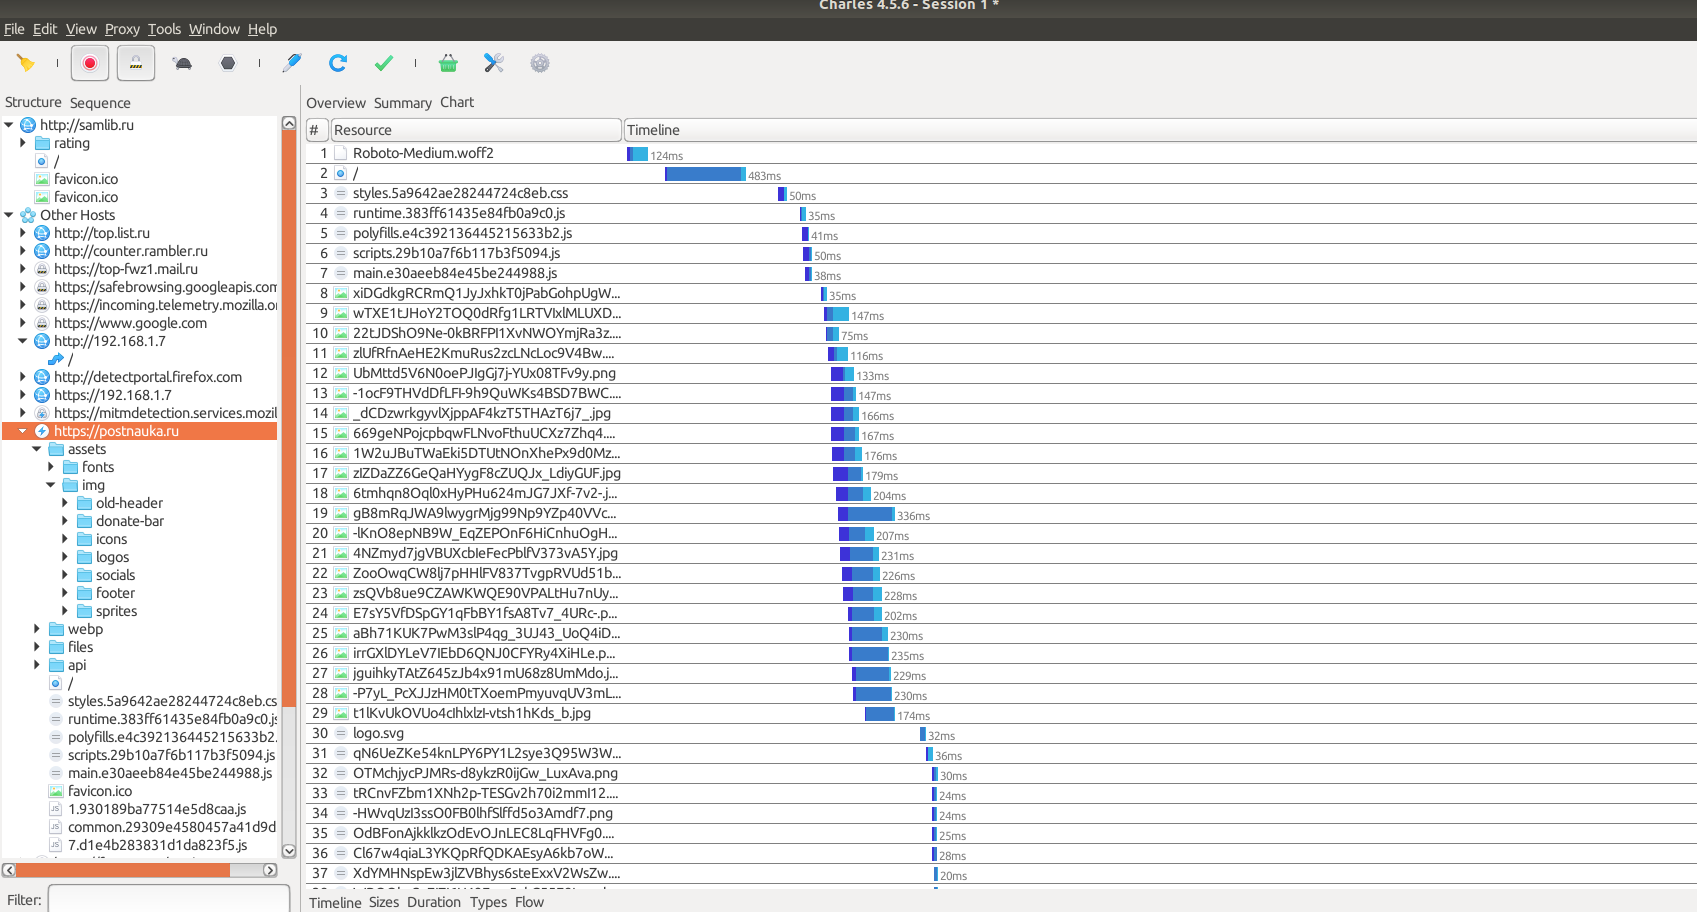 Charles 4.5.6 - Session 1 *
File Edit View Proxy Tools Window Help
Structure Sequence
http://samlib.ru
rating
/
favicon.ico
favicon.ico
Other Hosts
http://top.list.ru
http://counter.rambler.ru
https://top-fwz1.mail.ru
https://safebrowsing.googleapis.com
https://incoming.telemetry.mozilla.o
https://www.google.com
http://192.168.1.7
/
http://detectportal.firefox.com
https://192.168.1.7
https://mitmdetection.services.mozil
https://postnauka.ru
assets
fonts
img
old-header
donate-bar
icons
logos
socials
footer
sprites
webp
files
api
/
styles.5a9642ae28244724c8eb.cs
runtime.383ff61435e84fb0a9c0.js
polyfills.e4c392136445215633b2.
scripts.29b10a7f6b117b3f5094.js
main.e30aeeb84e45be244988.js
favicon.ico
1.930189ba77514e5d8caa.js
common.29309e4580457a41d9d
7.d1e4b283831d1da823f5.js
Filter:
Overview Summary Chart
# Resource Timeline
1 Roboto-Medium.woff2 124ms
2 / 483ms
3 styles.5a9642ae28244724c8eb.css 50ms
4 runtime.383ff61435e84fb0a9c0.js 35ms
5 polyfills.e4c392136445215633b2.js 41ms
6 scripts.29b10a7f6b117b3f5094.js 50ms
7 main.e30aeeb84e45be244988.js 38ms
8 xiDGdkgRCRmQ1JyJxhkT0jPabGohpUgW... 35ms
9 wTXE1tJHoY2TOQ0dRfg1LRTVIxlMLUXD... 147ms
10 22tJDShO9Ne-0kBRFPI1XvNWOYmjRa3z.... 75ms
11 zlUfRfnAeHE2KmuRus2zcLNcLoc9V4Bw.... 116ms
12 UbMttd5V6N0oePJIgGj7j-YUx08TFv9y.png 133ms
13 -1ocF9THVdDfLFl-9h9QuWKs4BSD7BWC.... 147ms
14 _dCDzwrkgyvlXjppAF4kzT5THAzT6j7_.jpg 166ms
15 669geNPojcpbqwFLNvoFthuUCXz7Zhq4.... 167ms
16 1W2uJBuTWaEki5DTUtNOnXhePx9d0Mz... 176ms
17 zIZDaZZ6GeQaHYygF8cZUQJx_LdiyGUF.jpg 179ms
18 6tmhqn8Oql0xHyPHu624mJG7JXf-7v2-.j... 204ms
19 gB8mRqJWA9lwygrMjg99Np9YZp40VVc... 336ms
20 -lKnO8epNB9W_EqZEPOnF6HiCnhuOgH... 207ms
21 4NZmyd7jgVBUXcbIeFecPblfV373vA5Y.jpg 231ms
22 ZooOwqCW8lj7pHHlFV837TvgpRVUd51b... 226ms
23 zsQVb8ue9CZAWKWQE90VPALtHu7nUy... 228ms
24 E7sY5VfDSpGY1qFbBY1fsA8Tv7_4URc-.p... 202ms
25 aBh71KUK7PwM3slP4qg_3UJ43_UoQ4iD... 230ms
26 irrGXlDYLeV7IEbD6QNJ0CFYRy4XiHLe.p... 235ms
27 jguihkyTAtZ645zJb4x91mU68z8UmMdo.j... 229ms
28 -P7yL_PcXJJzHM0tTXoemPmyuvqUV3mL... 230ms
29 t1lKvUkOVUo4cIhlxlzI-vtsh1hKds_b.jpg 174ms
30 logo.svg 32ms
31 qN6UeZKe54knLPY6PY1L2sye3Q95W3W... 36ms
32 OTMchjycPJMRs-d8ykzR0ijGw_LuxAva.png 30ms
33 tRCnvFZbm1XNh2p-TESGv2h70i2mmI12.... 24ms
34 -HWvqUzI3ssO0FB0lhfSlffd5o3Amdf7.png 24ms
35 OdBFonAjkklkzOdEvOJnLEC8LqFHVFg0.... 25ms
36 Cl67w4qiaL3YKQpRfQDKAEsyA6kb7oW... 28ms
37 XdYMHNspEw3jlZVBhys6steExxV2WsZw.... 20ms
Timeline Sizes Duration Types Flow